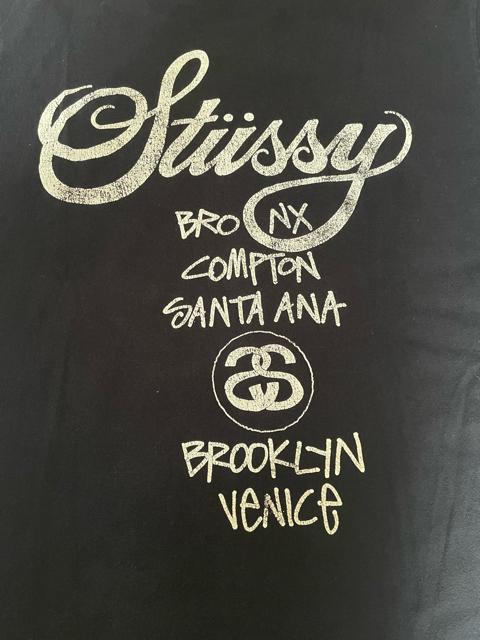 Stüssy
BRONX
COMPTON
SANTA ANA
SS
BROOKLYN
VENICE